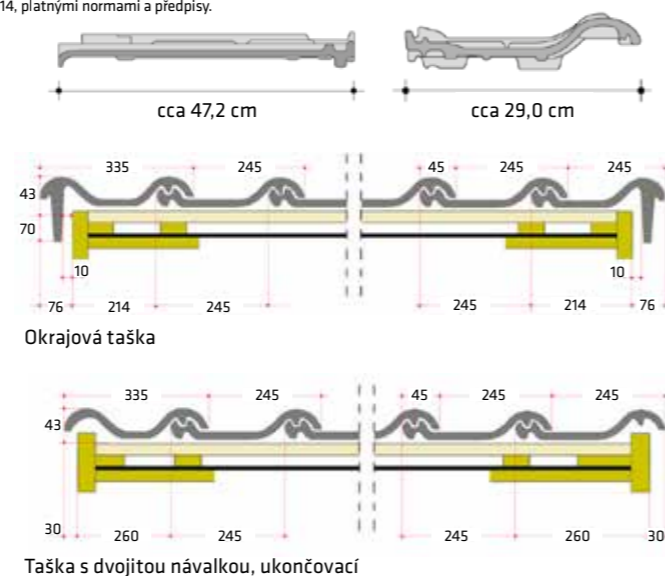 14, platnými normami a předpisy.
cca 47,2 cm
cca 29,0 cm
335 245 45 245 245
43
70
10 10
76 214 245 245 214 76
Okrajová taška
335 245 45 245 245
43
30 260 245 245 260 30
Taška s dvojitou návalkou, ukončovací